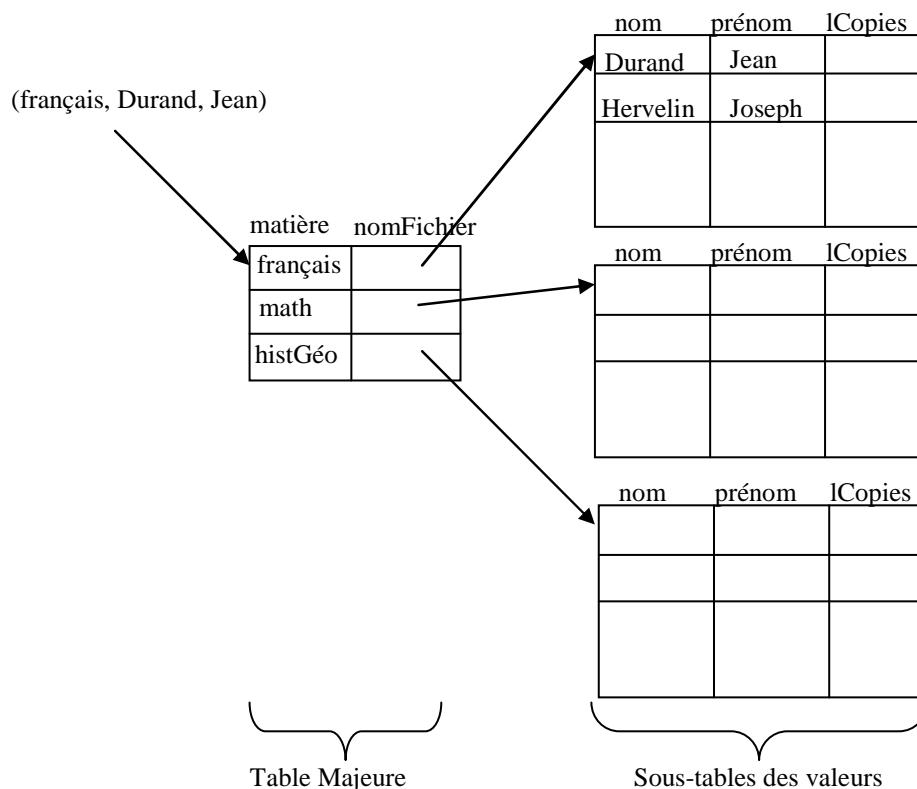 nom prénom lCopies
Durand Jean
Hervelin Joseph
(français, Durand, Jean)
matière nomFichier
français
math
histGéo
nom prénom lCopies
nom prénom lCopies
Table Majeure
Sous-tables des valeurs